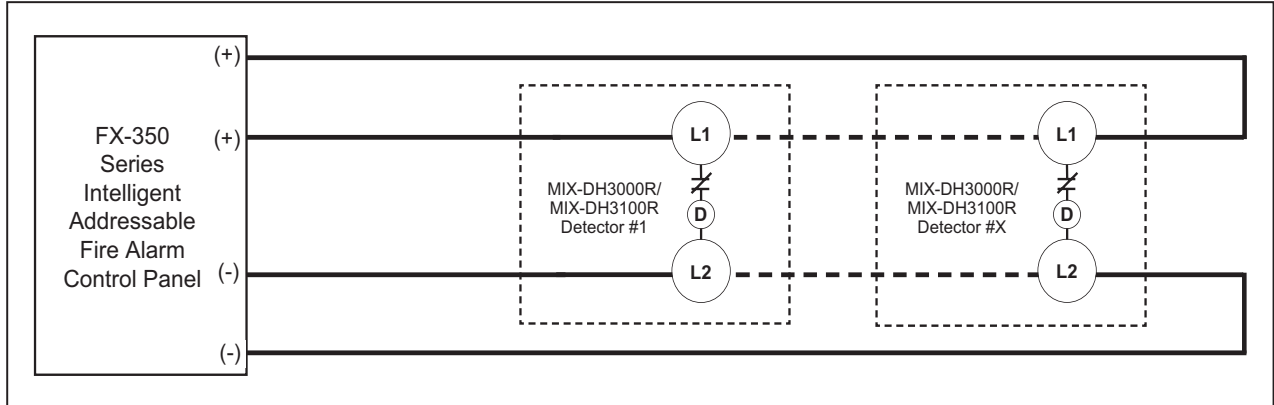 (+)
FX-350
Series
Intelligent
Addressable
Fire Alarm
Control Panel
(+)
(-)
(-)
L1
MIX-DH3000R/
MIX-DH3100R
Detector #1
D
L2
L1
MIX-DH3000R/
MIX-DH3100R
Detector #X
D
L2